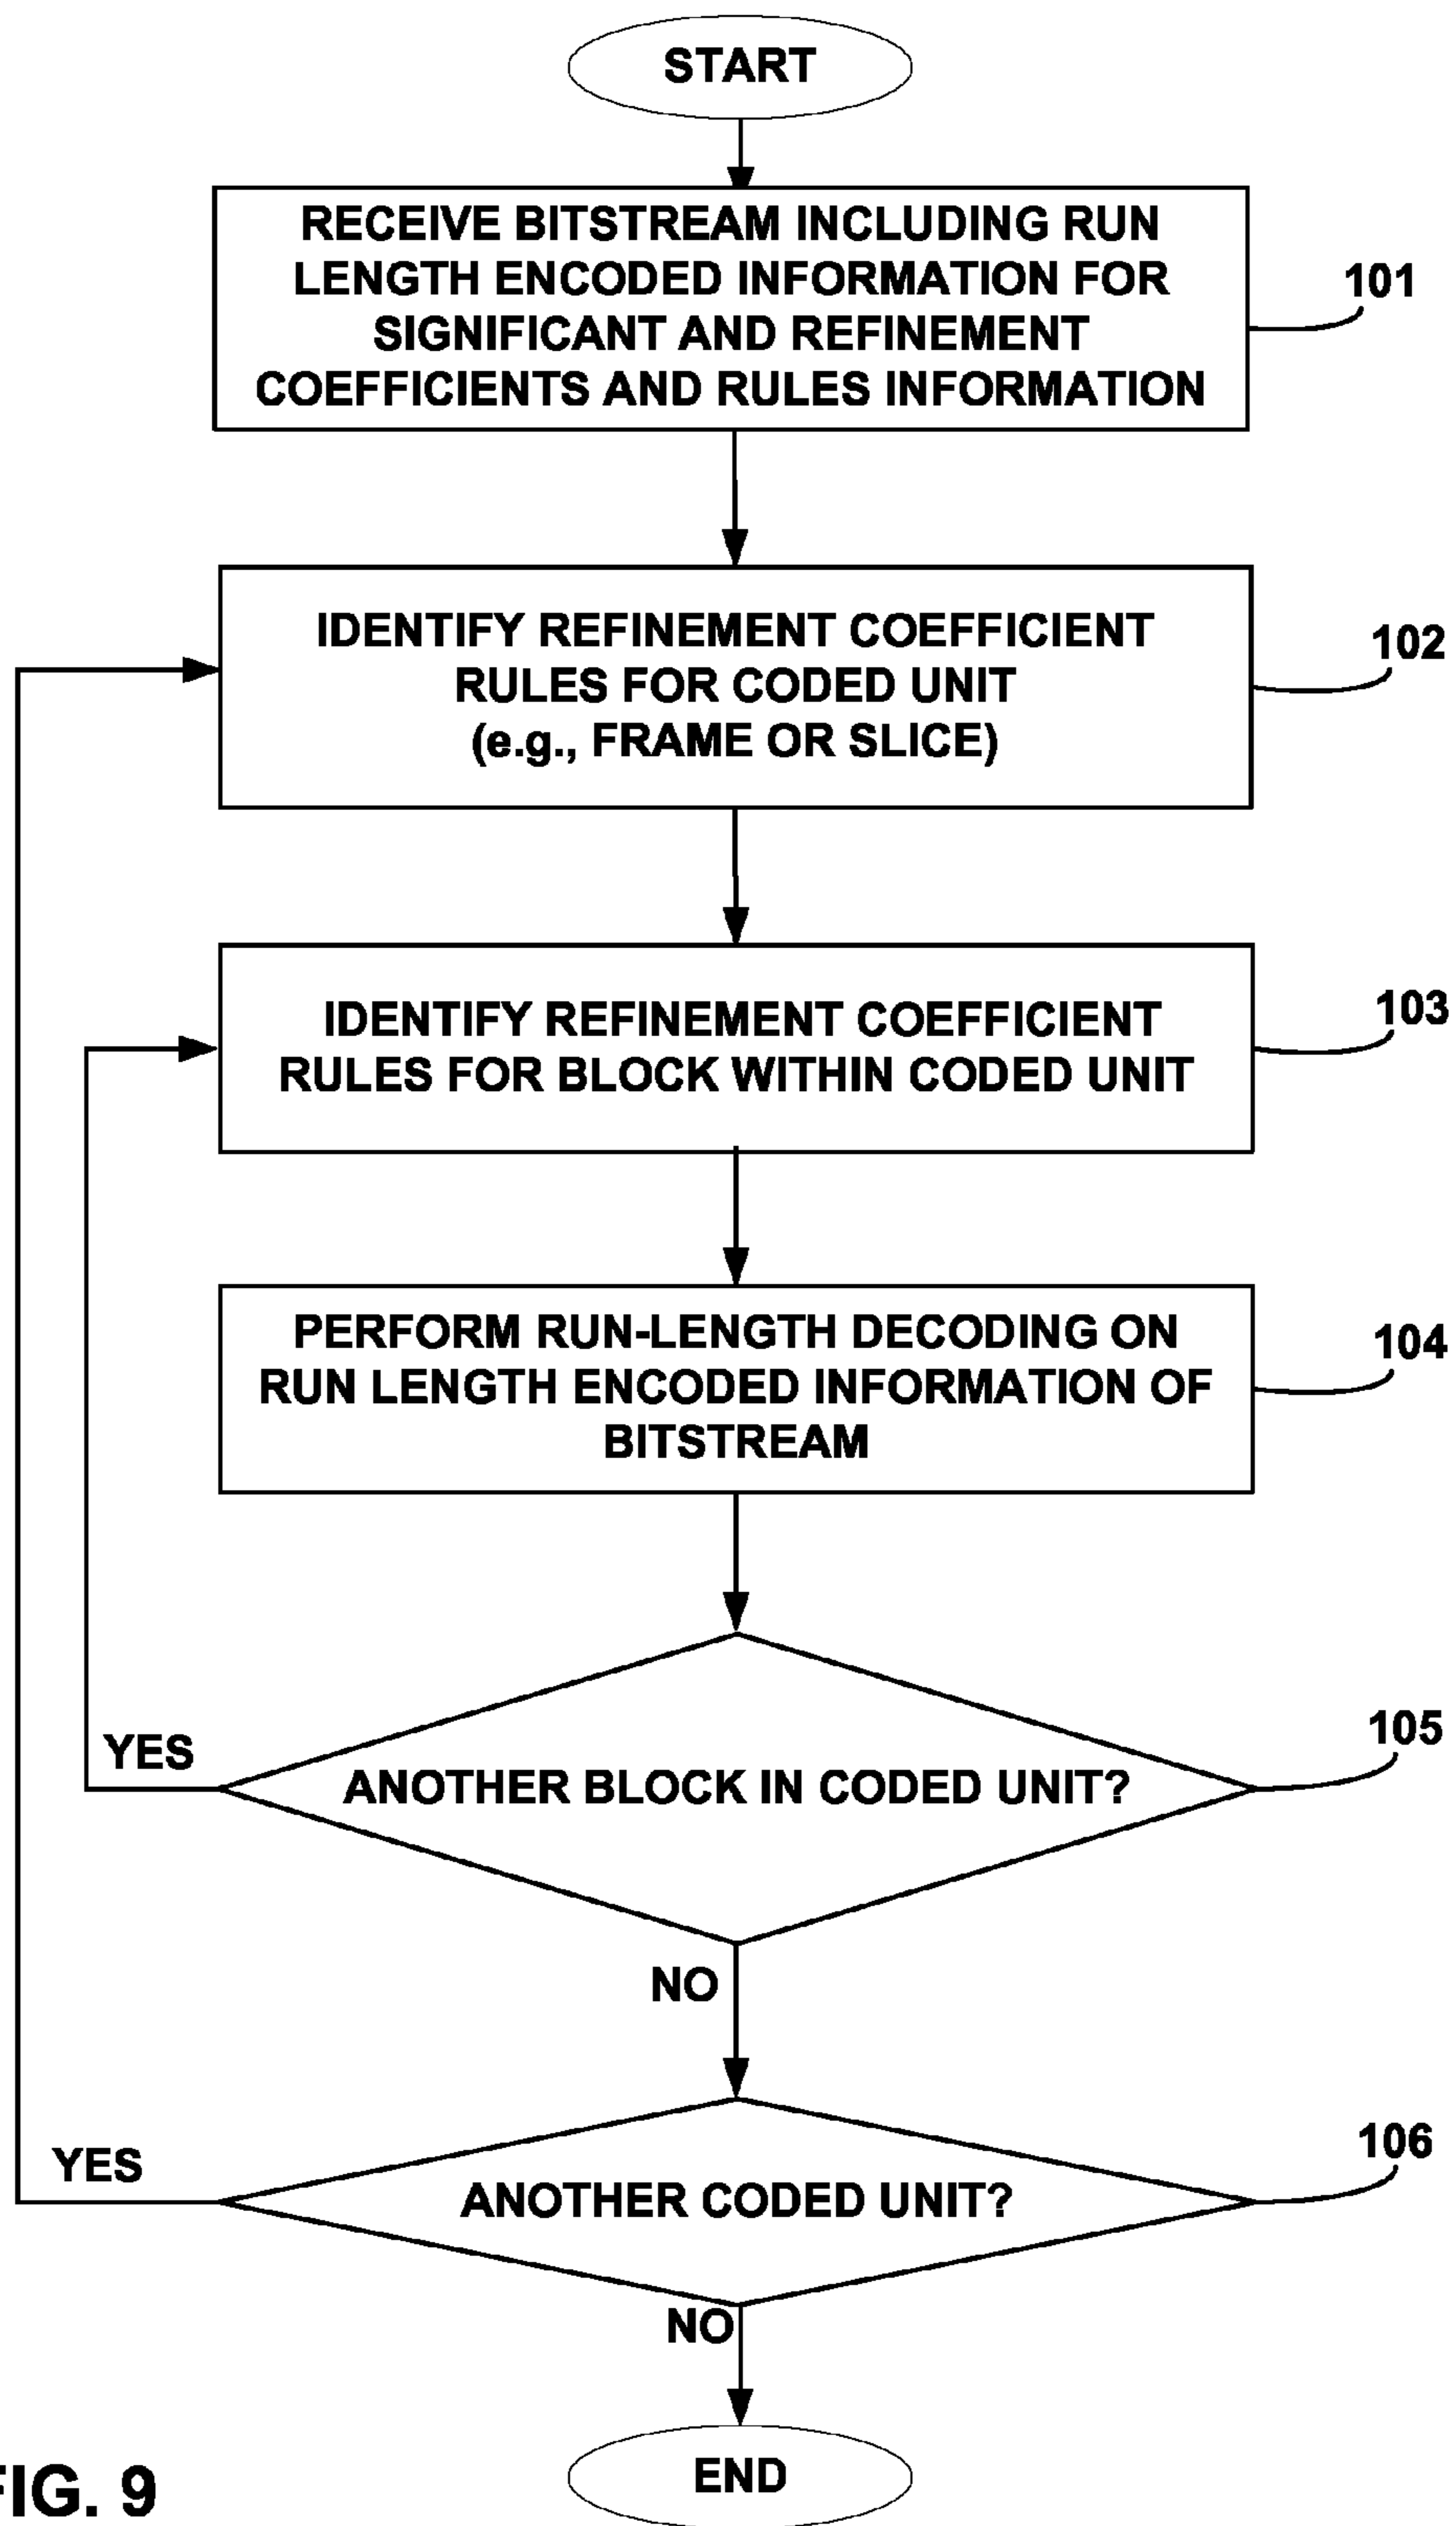 START
RECEIVE BITSTREAM INCLUDING RUN
LENGTH ENCODED INFORMATION FOR
SIGNIFICANT AND REFINEMENT
COEFFICIENTS AND RULES INFORMATION
101
IDENTIFY REFINEMENT COEFFICIENT
RULES FOR CODED UNIT
(e.g., FRAME OR SLICE)
102
IDENTIFY REFINEMENT COEFFICIENT
RULES FOR BLOCK WITHIN CODED UNIT
103
PERFORM RUN-LENGTH DECODING ON
RUN LENGTH ENCODED INFORMATION OF
BITSTREAM
104
YES
ANOTHER BLOCK IN CODED UNIT?
105
NO
YES
ANOTHER CODED UNIT?
106
NO
END
FIG. 9